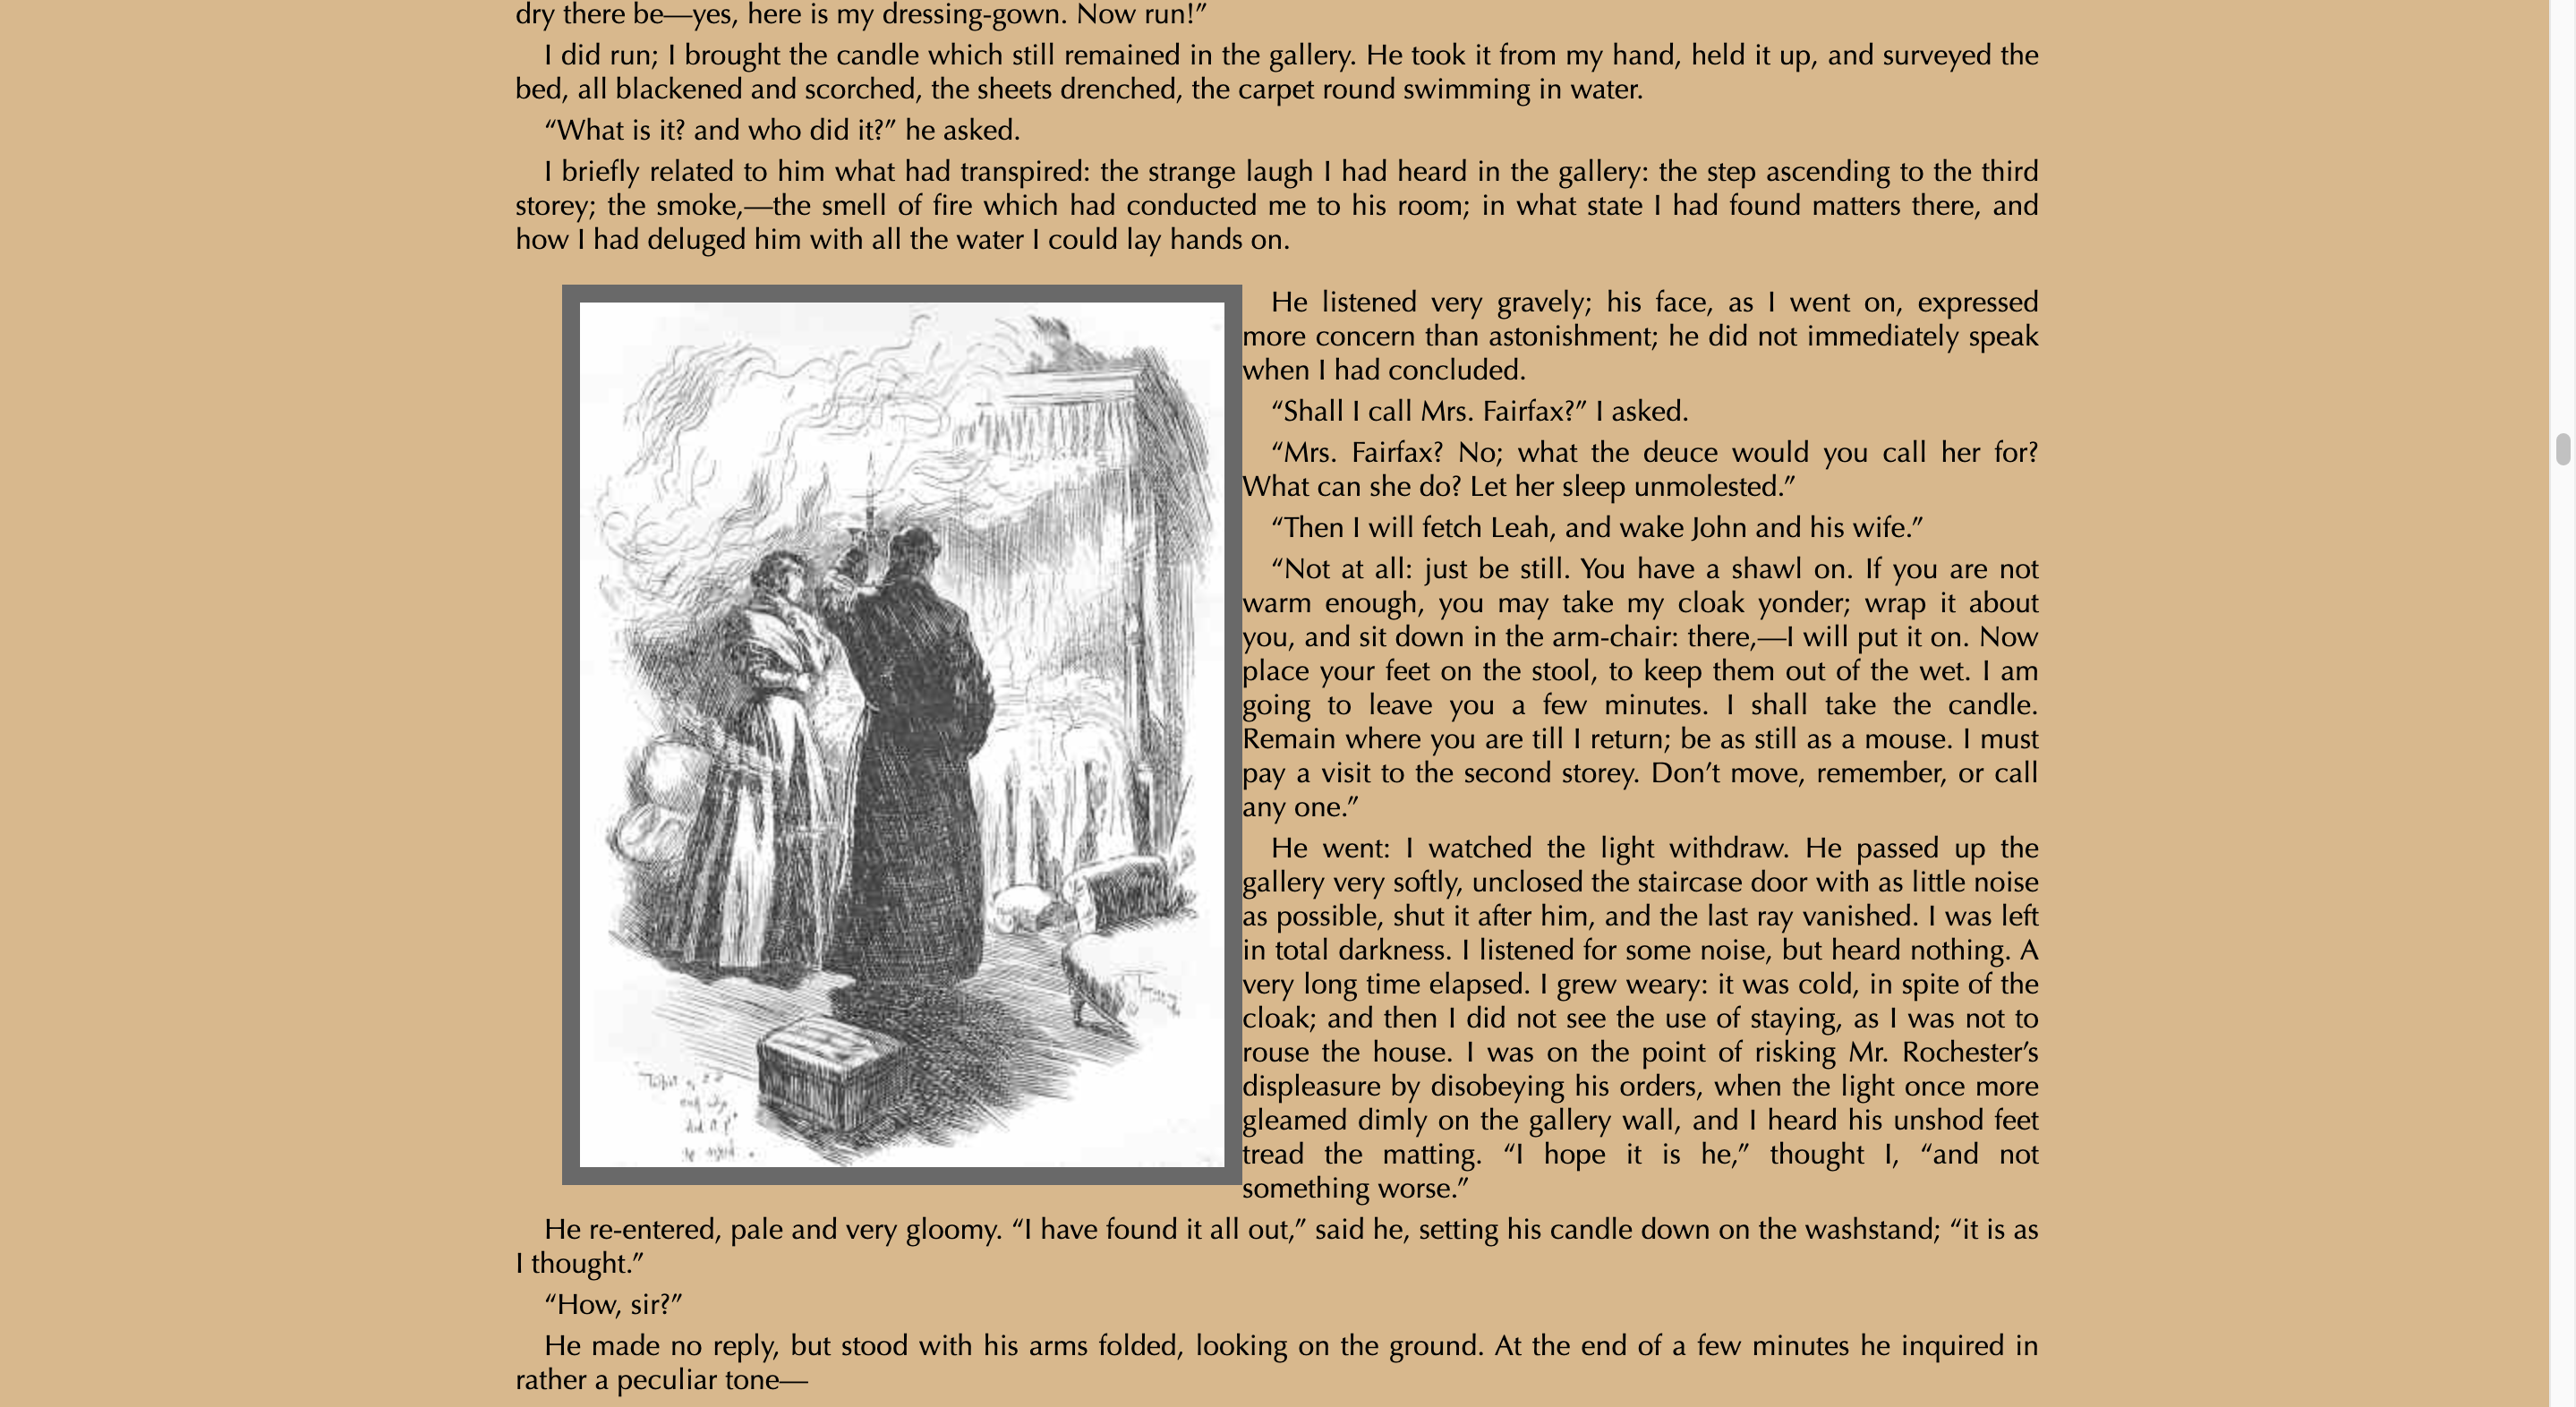 dry there be—yes, here is my dressing-gown. Now run!”
I did run; I brought the candle which still remained in the gallery. He took it from my hand, held it up, and surveyed the
bed, all blackened and scorched, the sheets drenched, the carpet round swimming in water.
“What is it? and who did it?” he asked.
I briefly related to him what had transpired: the strange laugh I had heard in the gallery: the step ascending to the third
storey; the smoke,—the smell of fire which had conducted me to his room; in what state I had found matters there, and
how I had deluged him with all the water I could lay hands on.
He listened very gravely; his face, as I went on, expressed
more concern than astonishment; he did not immediately speak
when I had concluded.
“Shall I call Mrs. Fairfax?” I asked.
“Mrs. Fairfax? No; what the deuce would you call her for?
What can she do? Let her sleep unmolested.”
“Then I will fetch Leah, and wake John and his wife.”
“Not at all: just be still. You have a shawl on. If you are not
warm enough, you may take my cloak yonder; wrap it about
you, and sit down in the arm-chair: there,—I will put it on. Now
place your feet on the stool, to keep them out of the wet. I am
going to leave you a few minutes. I shall take the candle.
Remain where you are till I return; be as still as a mouse. I must
pay a visit to the second storey. Don’t move, remember, or call
any one.”
He went: I watched the light withdraw. He passed up the
gallery very softly, unclosed the staircase door with as little noise
as possible, shut it after him, and the last ray vanished. I was left
in total darkness. I listened for some noise, but heard nothing. A
very long time elapsed. I grew weary: it was cold, in spite of the
cloak; and then I did not see the use of staying, as I was not to
rouse the house. I was on the point of risking Mr. Rochester’s
displeasure by disobeying his orders, when the light once more
gleamed dimly on the gallery wall, and I heard his unshod feet
tread the matting. “I hope it is he,” thought I, “and not
something worse.”
He re-entered, pale and very gloomy. “I have found it all out,” said he, setting his candle down on the washstand; “it is as
I thought.”
“How, sir?”
He made no reply, but stood with his arms folded, looking on the ground. At the end of a few minutes he inquired in
rather a peculiar tone—